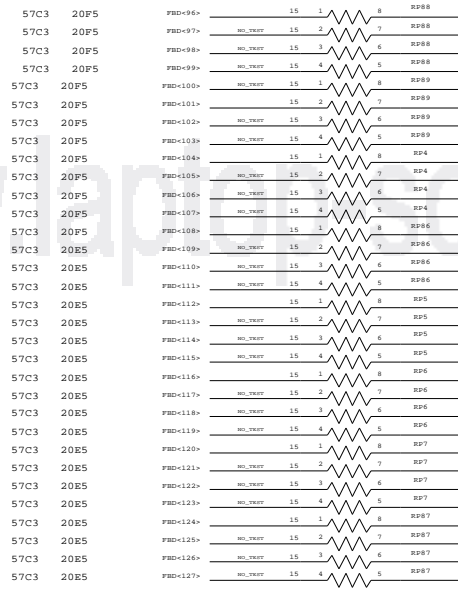 57C3 20F5 FBD<96> 15 1 8 RP88
57C3 20F5 FBD<97> NO_TEST 15 2 7 RP88
57C3 20F5 FBD<98> NO_TEST 15 3 6 RP88
57C3 20F5 FBD<99> NO_TEST 15 4 5 RP88
57C3 20F5 FBD<100> NO_TEST 15 1 8 RP89
57C3 20F5 FBD<101> 15 2 7 RP89
57C3 20F5 FBD<102> NO_TEST 15 3 6 RP89
57C3 20F5 FBD<103> NO_TEST 15 4 5 RP89
57C3 20F5 FBD<104> 15 1 8 RP4
57C3 20F5 FBD<105> NO_TEST 15 2 7 RP4
57C3 20F5 FBD<106> NO_TEST 15 3 6 RP4
57C3 20F5 FBD<107> NO_TEST 15 4 5 RP4
57C3 20F5 FBD<108> 15 1 8 RP86
57C3 20E5 FBD<109> NO_TEST 15 2 7 RP86
57C3 20E5 FBD<110> NO_TEST 15 3 6 RP86
57C3 20E5 FBD<111> NO_TEST 15 4 5 RP86
57C3 20E5 FBD<112> 15 1 8 RP5
57C3 20E5 FBD<113> NO_TEST 15 2 7 RP5
57C3 20E5 FBD<114> NO_TEST 15 3 6 RP5
57C3 20E5 FBD<115> NO_TEST 15 4 5 RP5
57C3 20E5 FBD<116> 15 1 8 RP6
57C3 20E5 FBD<117> NO_TEST 15 2 7 RP6
57C3 20E5 FBD<118> NO_TEST 15 3 6 RP6
57C3 20E5 FBD<119> NO_TEST 15 4 5 RP6
57C3 20E5 FBD<120> 15 1 8 RP7
57C3 20E5 FBD<121> NO_TEST 15 2 7 RP7
57C3 20E5 FBD<122> NO_TEST 15 3 6 RP7
57C3 20E5 FBD<123> NO_TEST 15 4 5 RP7
57C3 20E5 FBD<124> 15 1 8 RP87
57C3 20E5 FBD<125> NO_TEST 15 2 7 RP87
57C3 20E5 FBD<126> NO_TEST 15 3 6 RP87
57C3 20E5 FBD<127> NO_TEST 15 4 5 RP87
laptop